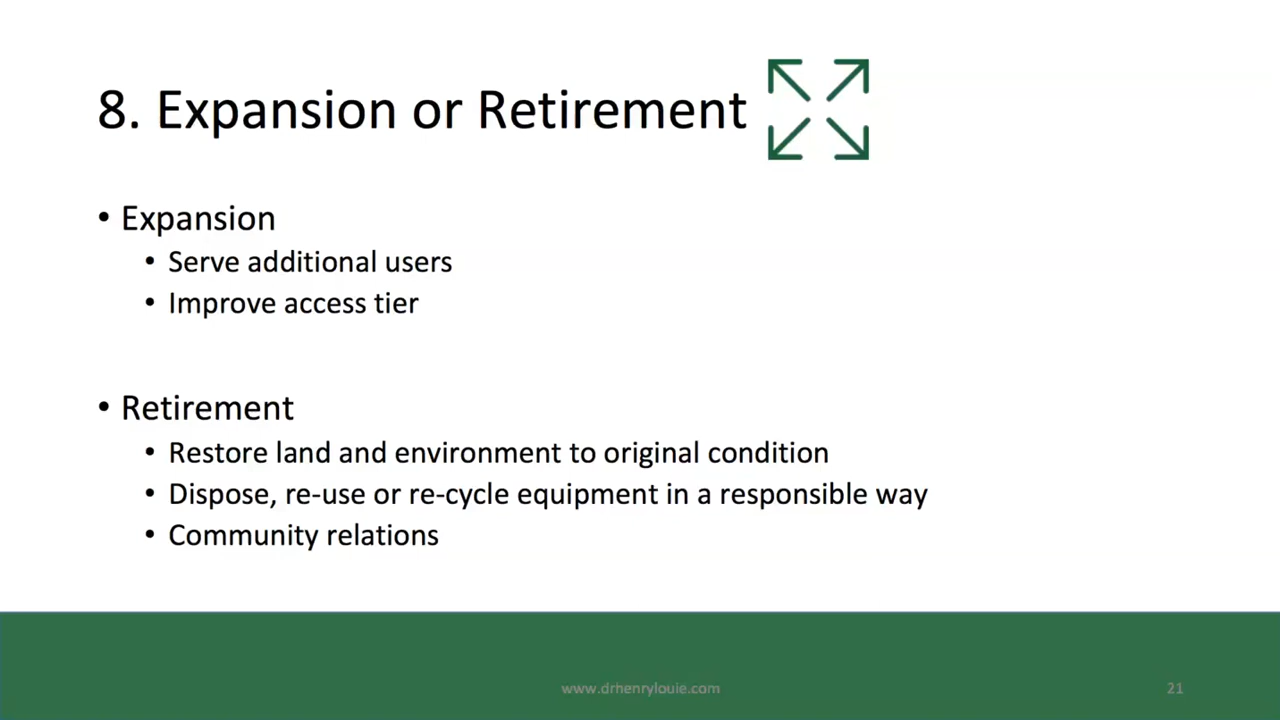 8. Expansion or Retirement
• Expansion
• Serve additional users
• Improve access tier
• Retirement
• Restore land and environment to original condition
• Dispose, re-use or re-cycle equipment in a responsible way
• Community relations
www.drhenrylouie.com
21